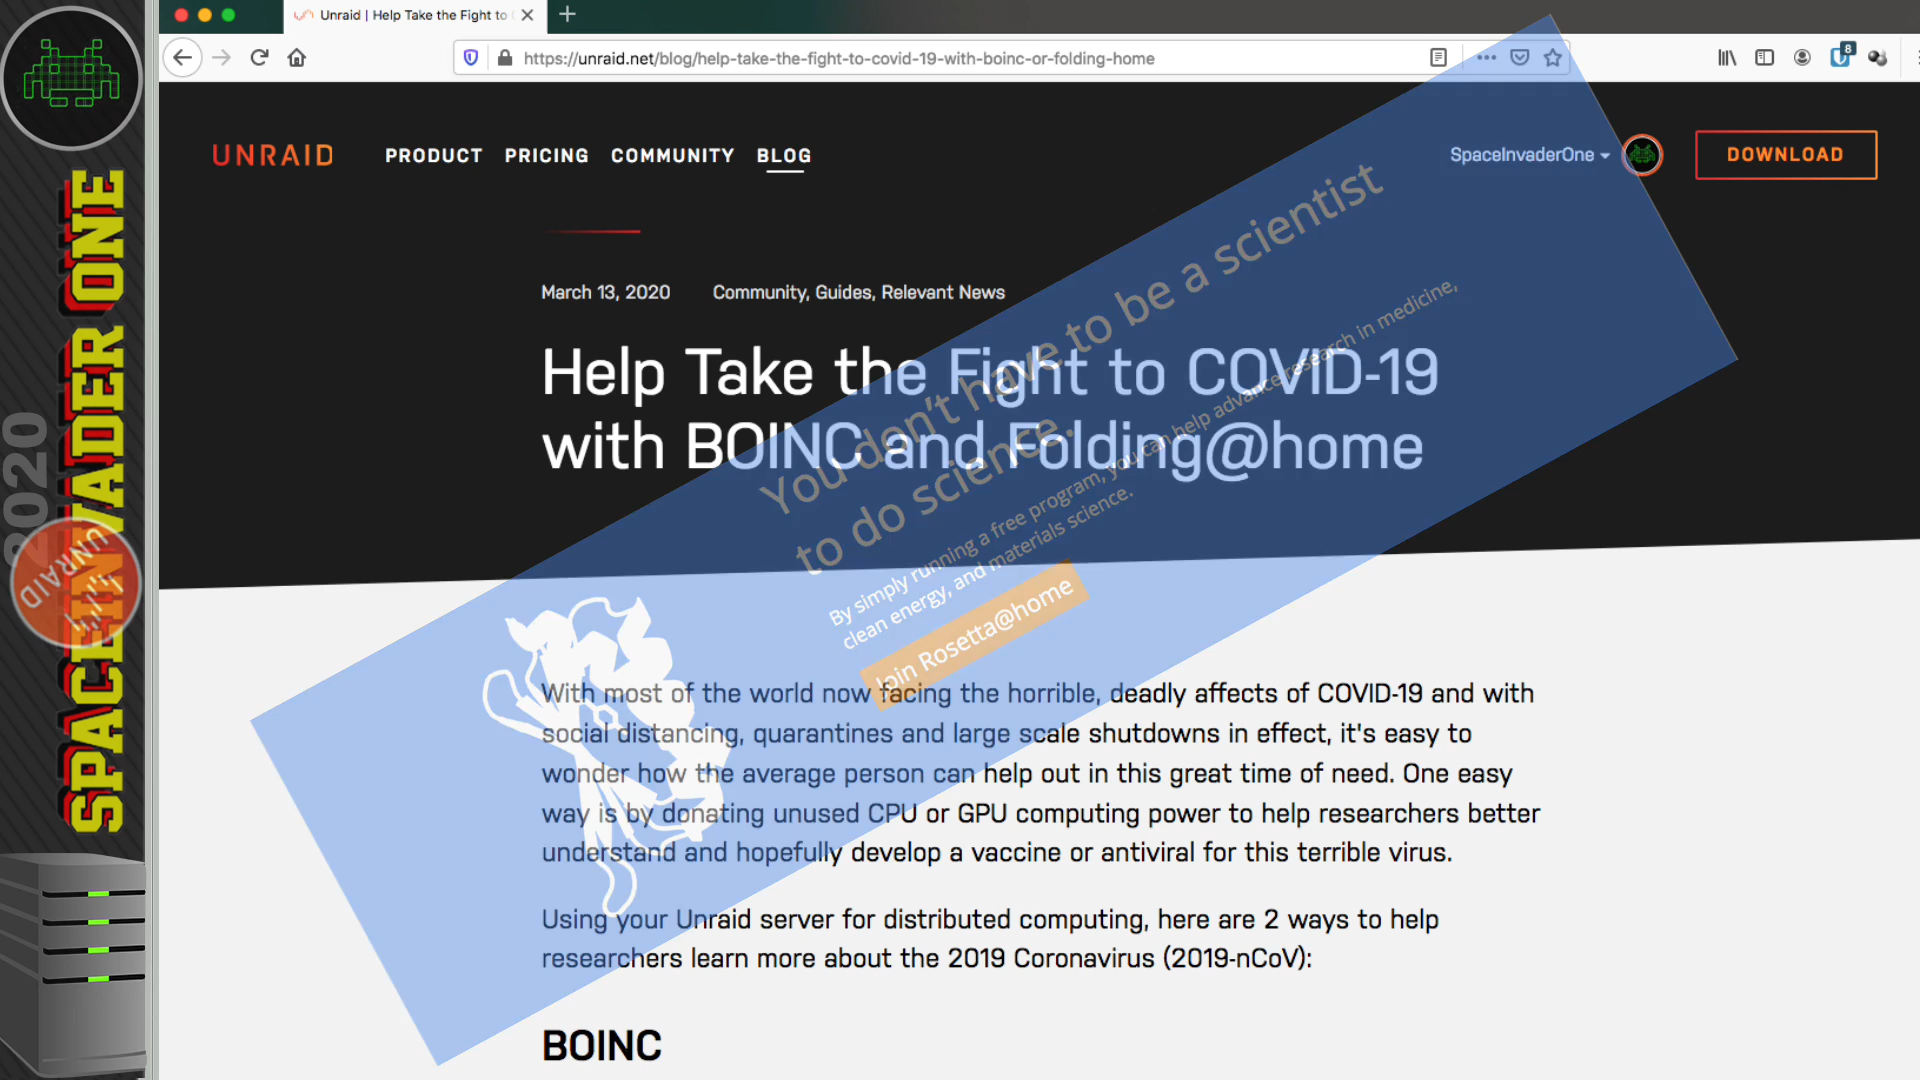 Unraid | Help Take the Fight to
https://unraid.net/blog/help-take-the-fight-to-covid-19-with-boinc-or-folding-home
8
UNRAID
PRODUCT
PRICING
COMMUNITY
BLOG
SpaceInvaderOne
DOWNLOAD
March 13, 2020
Community, Guides, Relevant News
Help Take the Fight to COVID-19
with BOINC and Folding@home
You don't have to be a scientist
to do science.
By simply running a free program, you can help advance research in medicine,
clean energy, and materials science.
Join Rosetta@home
With most of the world now facing the horrible, deadly affects of COVID-19 and with
social distancing, quarantines and large scale shutdowns in effect, it's easy to
wonder how the average person can help out in this great time of need. One easy
way is by donating unused CPU or GPU computing power to help researchers better
understand and hopefully develop a vaccine or antiviral for this terrible virus.
Using your Unraid server for distributed computing, here are 2 ways to help
researchers learn more about the 2019 Coronavirus (2019-nCoV):
BOINC
SPACEINVADER ONE
2020
UNRAID